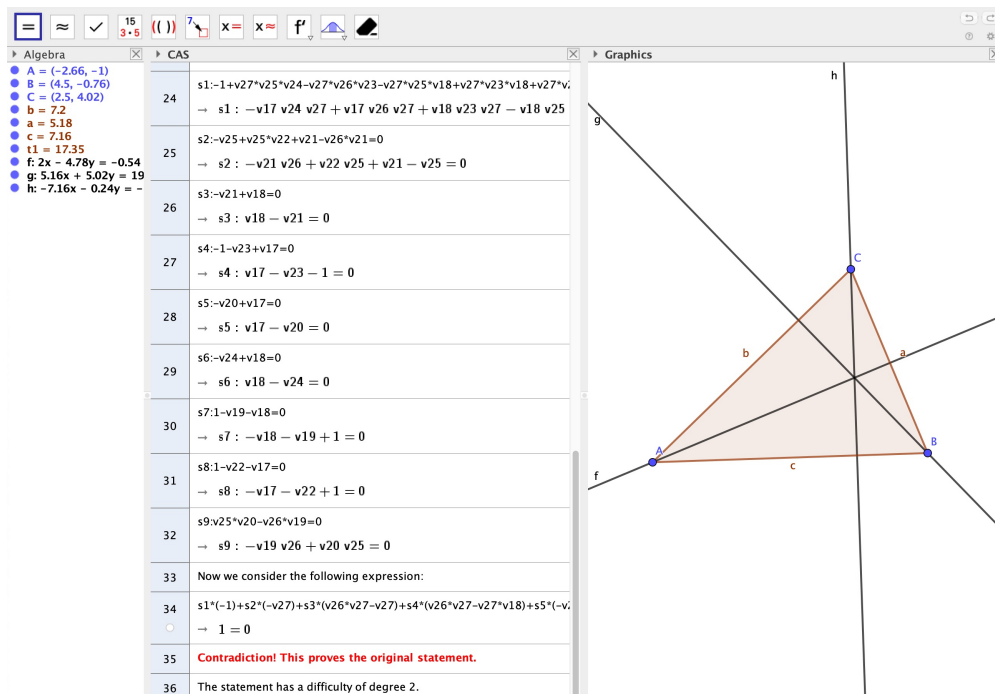 15
3·5
(( ))
7
x=
x≈
f'
Algebra
CAS
Graphics
A = (-2.66, -1)
B = (4.5, -0.76)
C = (2.5, 4.02)
b = 7.2
a = 5.18
c = 7.16
t1 = 17.35
f: 2x - 4.78y = -0.54
g: 5.16x + 5.02y = 19
h: -7.16x - 0.24y = -
24
s1:-1+v27*v25*v24-v27*v26*v23-v27*v25*v18+v27*v23*v18+v27*v
→ s1 : -v17 v24 v27 + v17 v26 v27 + v18 v23 v27 - v18 v25
25
s2:-v25+v25*v22+v21-v26*v21=0
→ s2 : -v21 v26 + v22 v25 + v21 - v25 = 0
26
s3:-v21+v18=0
→ s3 : v18 - v21 = 0
27
s4:-1-v23+v17=0
→ s4 : v17 - v23 - 1 = 0
28
s5:-v20+v17=0
→ s5 : v17 - v20 = 0
29
s6:-v24+v18=0
→ s6 : v18 - v24 = 0
30
s7:1-v19-v18=0
→ s7 : -v18 - v19 + 1 = 0
31
s8:1-v22-v17=0
→ s8 : -v17 - v22 + 1 = 0
32
s9:v25*v20-v26*v19=0
→ s9 : -v19 v26 + v20 v25 = 0
33
Now we consider the following expression:
34
s1*(-1)+s2*(-v27)+s3*(v26*v27-v27)+s4*(v26*v27-v27*v18)+s5*(-v
→ 1 = 0
35
Contradiction! This proves the original statement.
36
The statement has a difficulty of degree 2.
h
g
C
b
a
A
B
c
f